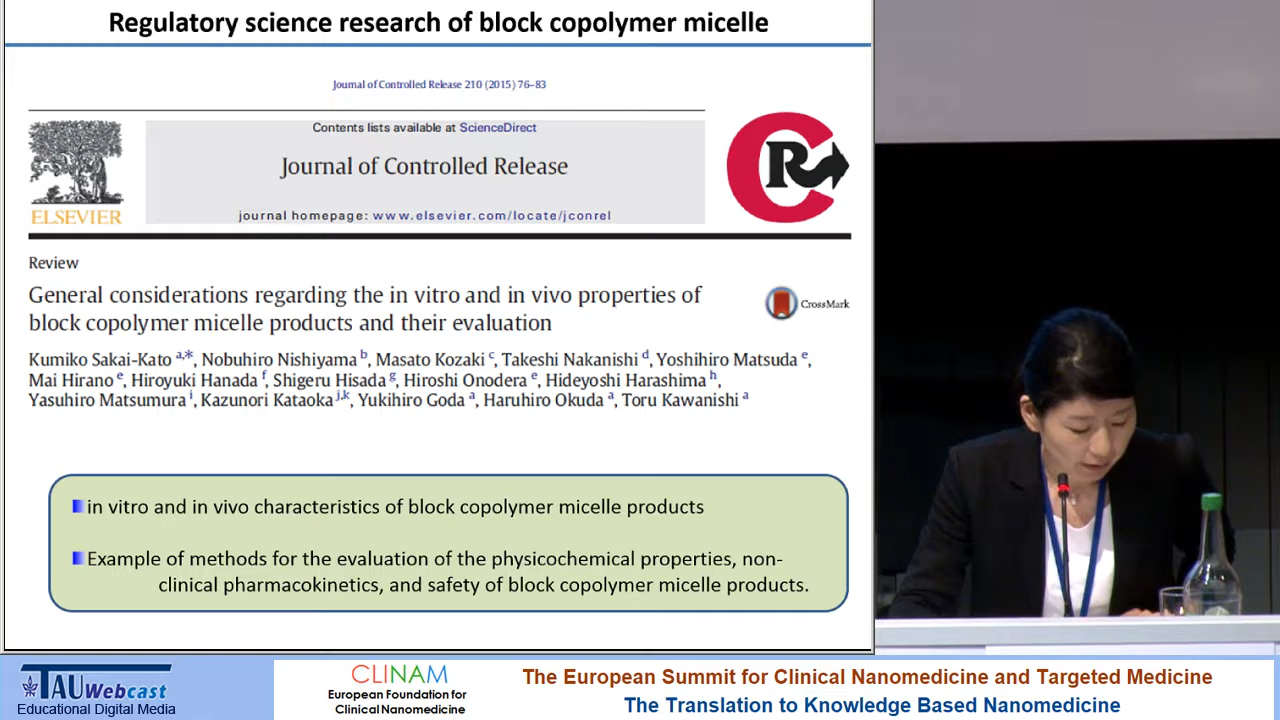 Regulatory science research of block copolymer micelle
Journal of Controlled Release 210 (2015) 76–83
Contents lists available at ScienceDirect
Journal of Controlled Release
journal homepage: www.elsevier.com/locate/jconrel
ELSEVIER
CR
Review
General considerations regarding the in vitro and in vivo properties of
block copolymer micelle products and their evaluation
CrossMark
Kumiko Sakai-Kato a,*, Nobuhiro Nishiyama b, Masato Kozaki c, Takeshi Nakanishi d, Yoshihiro Matsuda e,
Mai Hirano e, Hiroyuki Hanada f, Shigeru Hisada g, Hiroshi Onodera e, Hideyoshi Harashima h,
Yasuhiro Matsumura i, Kazunori Kataoka j,k, Yukihiro Goda a, Haruhiro Okuda a, Toru Kawanishi a
in vitro and in vivo characteristics of block copolymer micelle products
Example of methods for the evaluation of the physicochemical properties, non-
clinical pharmacokinetics, and safety of block copolymer micelle products.
TAU Webcast
Educational Digital Media
CLINAM
European Foundation for
Clinical Nanomedicine
The European Summit for Clinical Nanomedicine and Targeted Medicine
The Translation to Knowledge Based Nanomedicine